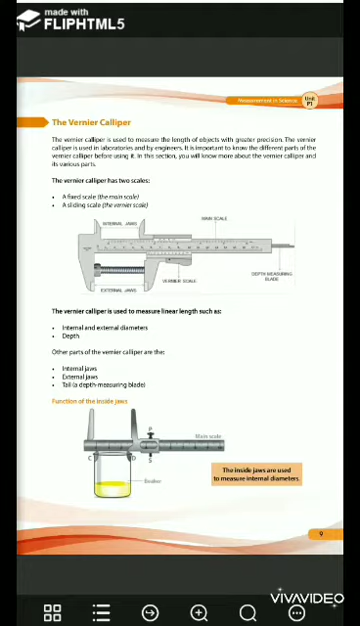 made with
FLIPHTML5
Measurement in Science
Unit
P1
The Vernier Calliper
The vernier calliper is used to measure the length of objects with greater precision. The vernier
calliper is used in laboratories and by engineers. It is important to know the different parts of the
vernier calliper before using it. In this section, you will know more about the vernier calliper and
its various parts.
The vernier calliper has two scales:
• A fixed scale (the main scale)
• A sliding scale (the vernier scale)
INTERNAL JAWS
MAIN SCALE
VERNIER SCALE
DEPTH MEASURING
BLADE
EXTERNAL JAWS
The vernier calliper is used to measure linear length such as:
• Internal and external diameters
• Depth
Other parts of the vernier calliper are the:
• Internal jaws
• External jaws
• Tail (a depth-measuring blade)
Function of the inside jaws
P
Main scale
C
D
S
Beaker
The inside jaws are used
to measure internal diameters.
9
VIVAVIDEO